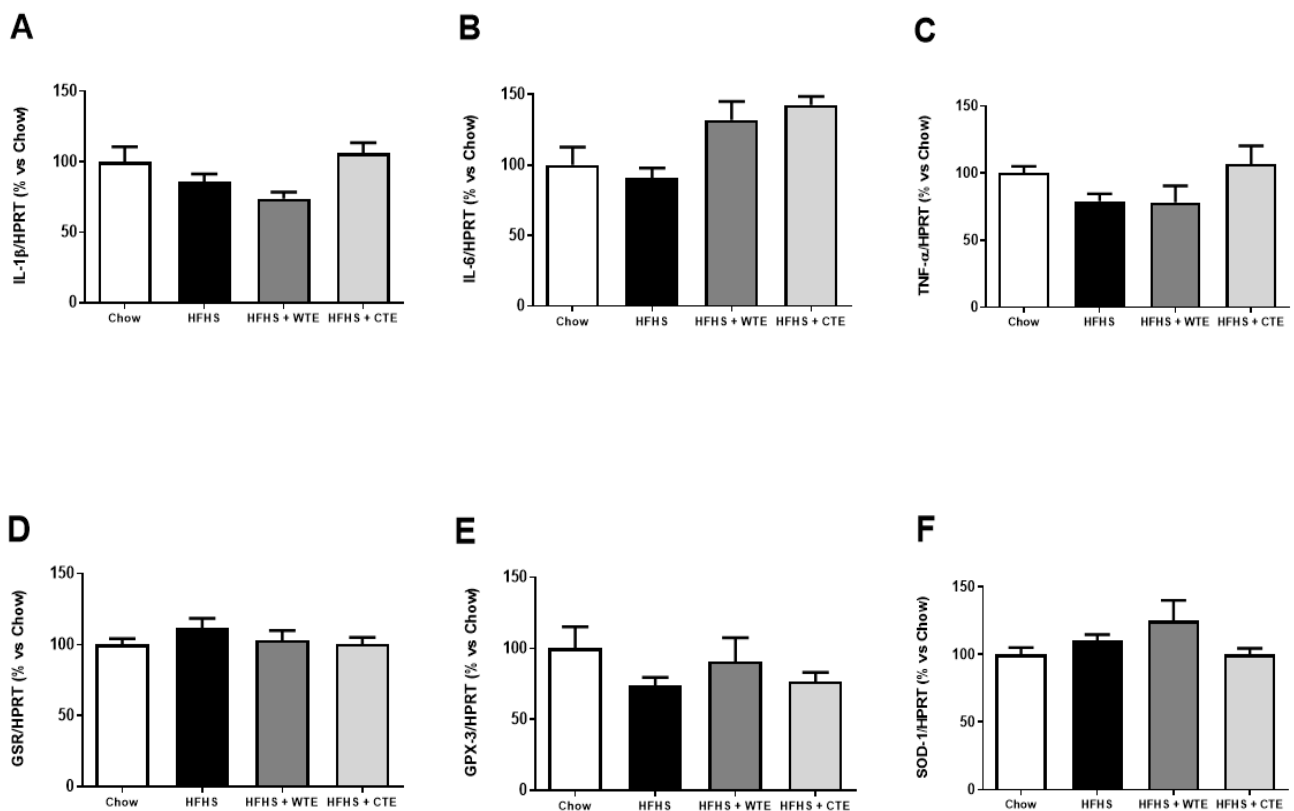 A
IL-1β/HPRT (% vs Chow)
150
100
50
0
Chow
HFHS
HFHS + WTE
HFHS + CTE
B
IL-6/HPRT (% vs Chow)
150
100
50
0
Chow
HFHS
HFHS + WTE
HFHS + CTE
C
TNF-α/HPRT (% vs Chow)
150
100
50
0
Chow
HFHS
HFHS + WTE
HFHS + CTE
D
GSR/HPRT (% vs Chow)
150
100
50
0
Chow
HFHS
HFHS + WTE
HFHS + CTE
E
GPX-3/HPRT (% vs Chow)
150
100
50
0
Chow
HFHS
HFHS + WTE
HFHS + CTE
F
SOD-1/HPRT (% vs Chow)
150
100
50
0
Chow
HFHS
HFHS + WTE
HFHS + CTE